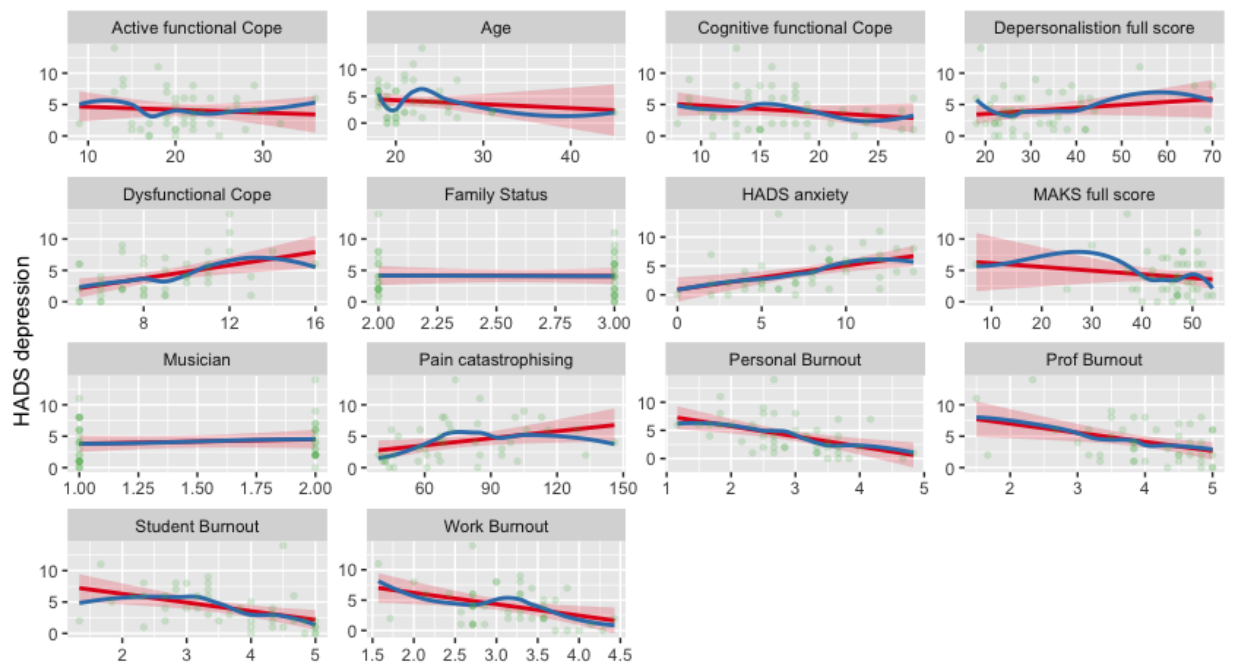 Active functional Cope Age Cognitive functional Cope Depersonalistion full score
10 5 0 10 5 0 10 5 0 10 5 0
10 20 30 20 30 40 10 15 20 25 20 30 40 50 60 70
Dysfunctional Cope Family Status HADS anxiety MAKS full score
10 5 0 10 5 0 10 5 0 10 5 0
8 12 16 2.00 2.25 2.50 2.75 3.00 0 5 10 10 20 30 40 50
HADS depression
Musician Pain catastrophising Personal Burnout Prof Burnout
10 5 0 10 5 0 10 5 0 10 5 0
1.00 1.25 1.50 1.75 2.00 60 90 120 150 1 2 3 4 5 2 3 4 5
Student Burnout Work Burnout
10 5 0 10 5 0
2 3 4 5 1.5 2.0 2.5 3.0 3.5 4.0 4.5